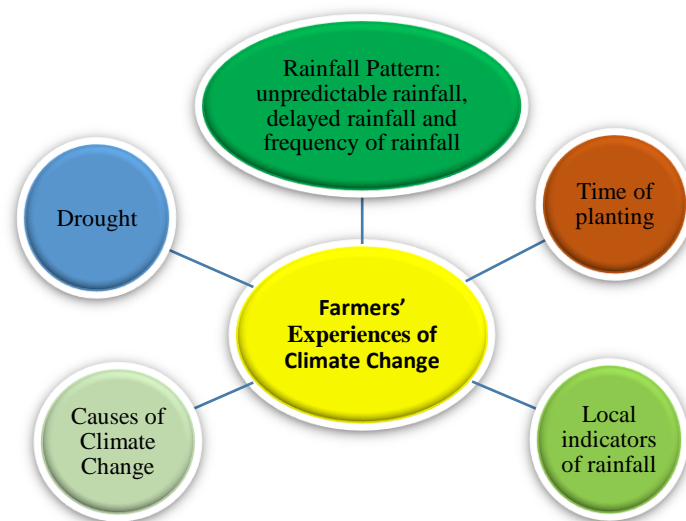 Rainfall Pattern:
unpredictable rainfall,
delayed rainfall and
frequency of rainfall
Drought
Time of
planting
Farmers’
Experiences of
Climate Change
Causes of
Climate
Change
Local
indicators
of rainfall